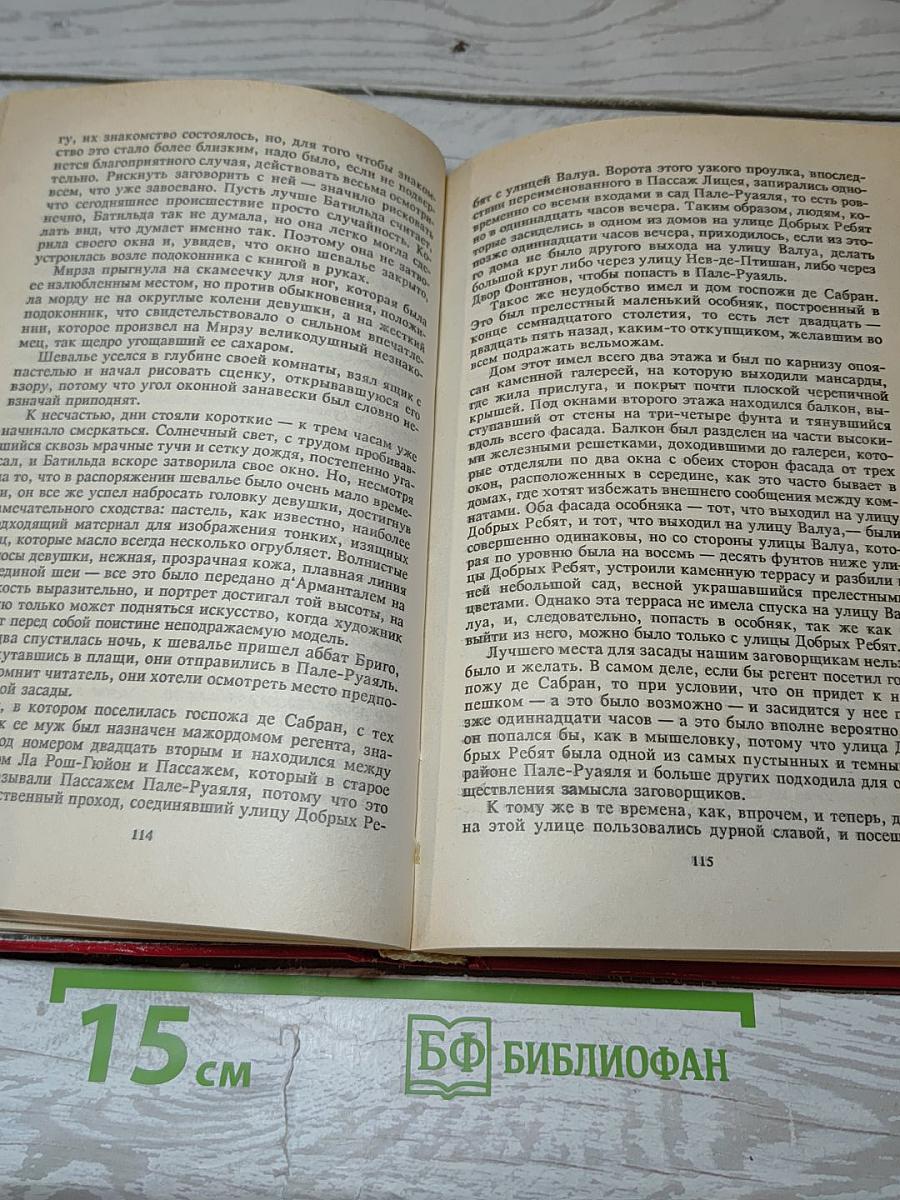 гу, их знакомство состоялось, но, для того чтобы знаком-
ство это стало более близким, надо было, если не подвер-
нется благоприятного случая, действовать весьма осмотри-
тельно. Рискнуть заговорить с ней — значило рисковать
всем, что уже завоевано. Пусть лучше Батильда считает,
что сегодняшнее происшествие просто случайность. Ко-
нечно, Батильда так не думала, но она легко могла сде-
лать вид, что думает именно так. Поэтому она не затво-
рила своего окна и, увидев, что окно шевалье закрыто,
устроилась возле подоконника с книгой в руках.
Мирза прыгнула на скамеечку для ног, которая была
ее излюбленным местом, но против обыкновения, положи-
ла морду не на округлые колени девушки, а на жесткий
подоконник, что свидетельствовало о сильном впечатле-
нии, которое произвел на Мирзу великодушный незнако-
мец, так щедро угощавший ее сахаром.
Шевалье уселся в глубине своей комнаты, взял ящик с
пастелью и начал рисовать сценку, открывавшуюся его
взору, потому что угол оконной занавески был словно не-
взначай приподнят.
К несчастью, дни стояли короткие — к трем часам уже
начинало смеркаться. Солнечный свет, с трудом пробивав-
шийся сквозь мрачные тучи и сетку дождя, постепенно уга-
сал, и Батильда вскоре затворила свое окно. Но, несмотря
на то, что в распоряжении шевалье было очень мало време-
и, он все же успел набросать головку девушки, достигнув
мечательного сходства: пастель, как известно, наиболее
одходящий материал для изображения тонких, изящных
ц, которые масло всегда несколько огрубляет. Волнистые
осы девушки, нежная, прозрачная кожа, плавная линия
единой шеи — все это было передано д'Арманталем на
кость выразительно, и портрет достигал той высоты, на
ю только может подняться искусство, когда художник
т перед собой поистине неподражаемую модель.
два спустилась ночь, к шевалье пришел аббат Бриго,
кутавшись в плащи, они отправились в Пале-Руаяль.
омнит читатель, они хотели осмотреть место предпо-
ой засады.
, в котором поселилась госпожа де Сабран, с тех
к ее муж был назначен мажордомом регента, зна-
од номером двадцать вторым и находился между
ом Ла Рош-Гюйон и Пассажем, который в старое
зывали Пассажем Пале-Руаяля, потому что это
ственный проход, соединявший улицу Добрых Ре-
114
бят с улицей Валуа. Ворота этого узкого проулка, впослед-
ствии переименованного в Пассаж Лицея, запирались одно-
временно со всеми входами в сад Пале-Руаяля, то есть ров-
но в одиннадцать часов вечера. Таким образом, людям, ко-
торые засиделись в одном из домов на улице Добрых Ребят
позже одиннадцати часов вечера, приходилось, если из это-
го дома не было другого выхода на улицу Валуа, делать
большой круг либо через улицу Нев-де-Птишан, либо через
Двор Фонтанов, чтобы попасть в Пале-Руаяль.
Такое же неудобство имел и дом госпожи де Сабран.
Это был прелестный маленький особняк, построенный в
конце семнадцатого столетия, то есть лет двадцать —
двадцать пять назад, каким-то откупщиком, желавшим во
всем подражать вельможам.
Дом этот имел всего два этажа и был по карнизу опоя-
сан каменной галереей, на которую выходили мансарды,
где жила прислуга, и покрыт почти плоской черепичной
крышей. Под окнами второго этажа находился балкон, вы-
ступавший от стены на три-четыре фунта и тянувшийся
вдоль всего фасада. Балкон был разделен на части высоки-
ми железными решетками, доходившими до галереи, кото-
рые отделяли по два окна с обеих сторон фасада от трех
окон, расположенных в середине, как это часто бывает в
домах, где хотят избежать внешнего сообщения между ком-
натами. Оба фасада особняка — тот, что выходил на улицу
Добрых Ребят, и тот, что выходил на улицу Валуа,— были
совершенно одинаковы, но со стороны улицы Валуа, кото-
рая по уровню была на восемь — десять фунтов ниже ули-
цы Добрых Ребят, устроили каменную террасу и разбили н
ней небольшой сад, весной украшавшийся прелестным
цветами. Однако эта терраса не имела спуска на улицу Ва
луа, и, следовательно, попасть в особняк, так же как
выйти из него, можно было только с улицы Добрых Ребят.
Лучшего места для засады нашим заговорщикам нельз
было и желать. В самом деле, если бы регент посетил го
пожу де Сабран, то при условии, что он придет к н
пешком — а это было возможно — и засидится у нее п
зже одиннадцати часов — а это было вполне вероятно,
он попался бы, как в мышеловку, потому что улица Д
брых Ребят была одной из самых пустынных и темны
районе Пале-Руаяля и больше других подходила для о
ществления замысла заговорщиков.
К тому же в те времена, как, впрочем, и теперь, д
на этой улице пользовались дурной славой, и посещ
115
15 см
БФ БИБЛИОФАН